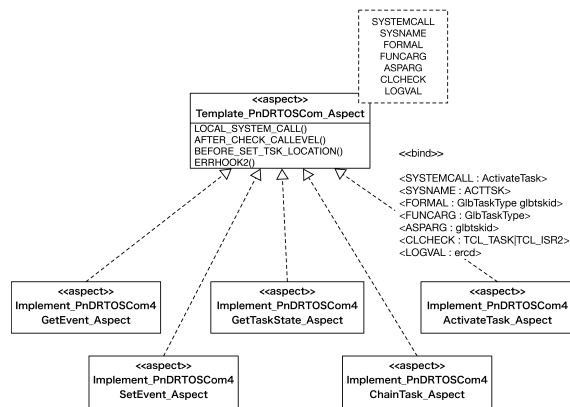 SYSTEMCALL
SYSNAME
FORMAL
FUNCARG
ASPARG
CLCHECK
LOGVAL
<<aspect>>
Template_PnDRTOSCom_Aspect
LOCAL_SYSTEM_CALL()
AFTER_CHECK_CALLEVEL()
BEFORE_SET_TSK_LOCATION()
ERRHOOK2()
<<bind>>
<SYSTEMCALL : ActivateTask>
<SYSNAME : ACTTSK>
<FORMAL : GlbTaskType glbtskid>
<FUNCARG : GlbTaskType>
<ASPARG : glbtskid>
<CLCHECK : TCL_TASK|TCL_ISR2>
<LOGVAL : ercd>
<<aspect>>
Implement_PnDRTOSCom4
GetEvent_Aspect
<<aspect>>
Implement_PnDRTOSCom4
GetTaskState_Aspect
<<aspect>>
Implement_PnDRTOSCom4
ActivateTask_Aspect
<<aspect>>
Implement_PnDRTOSCom4
SetEvent_Aspect
<<aspect>>
Implement_PnDRTOSCom4
ChainTask_Aspect